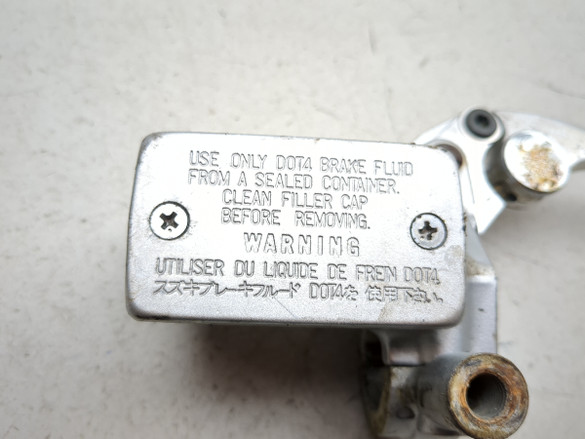 USE ONLY DOT4 BRAKE FLUID
FROM A SEALED CONTAINER.
CLEAN FILLER CAP
BEFORE REMOVING.
WARNING
UTILISER DU LIQUIDE DE FREIN DOT4
スズキブレーキフルード DOT4を 使用下さい。